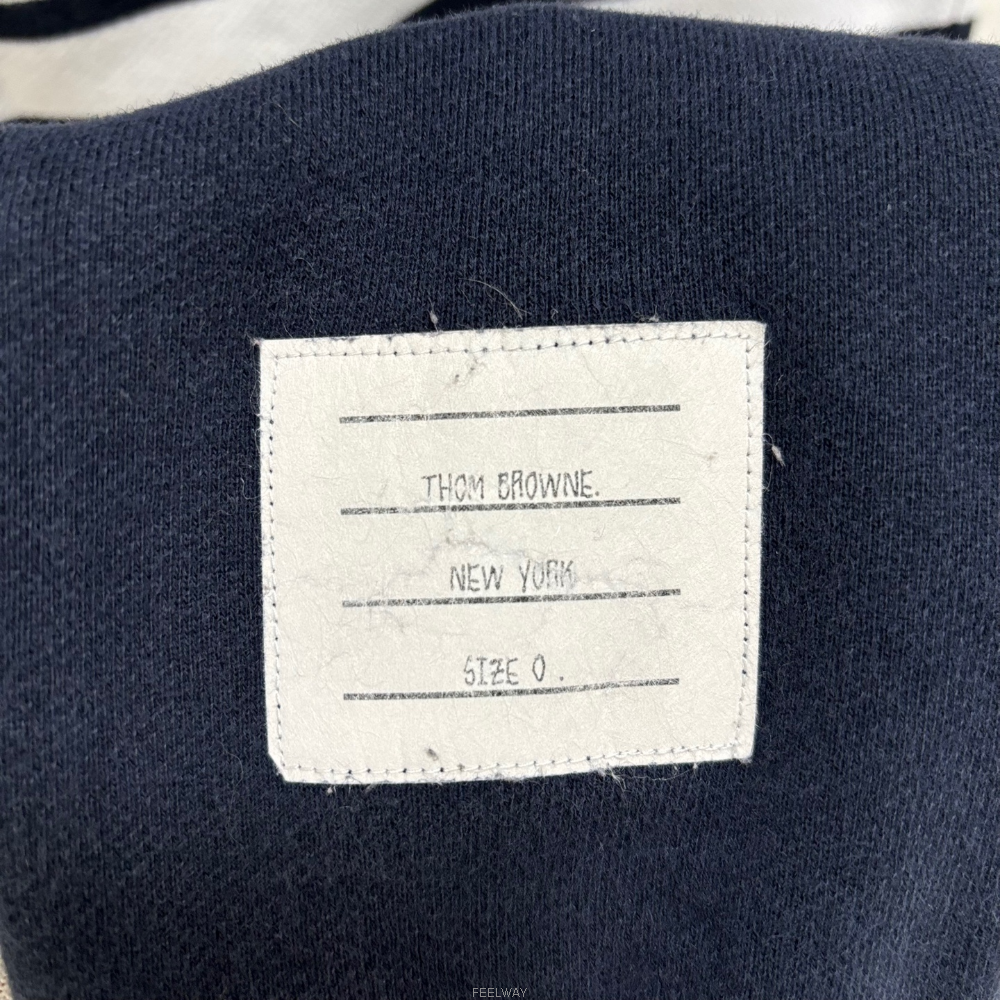 THOM BROWNE.
NEW YORK
SIZE 0 .
FEELWAY